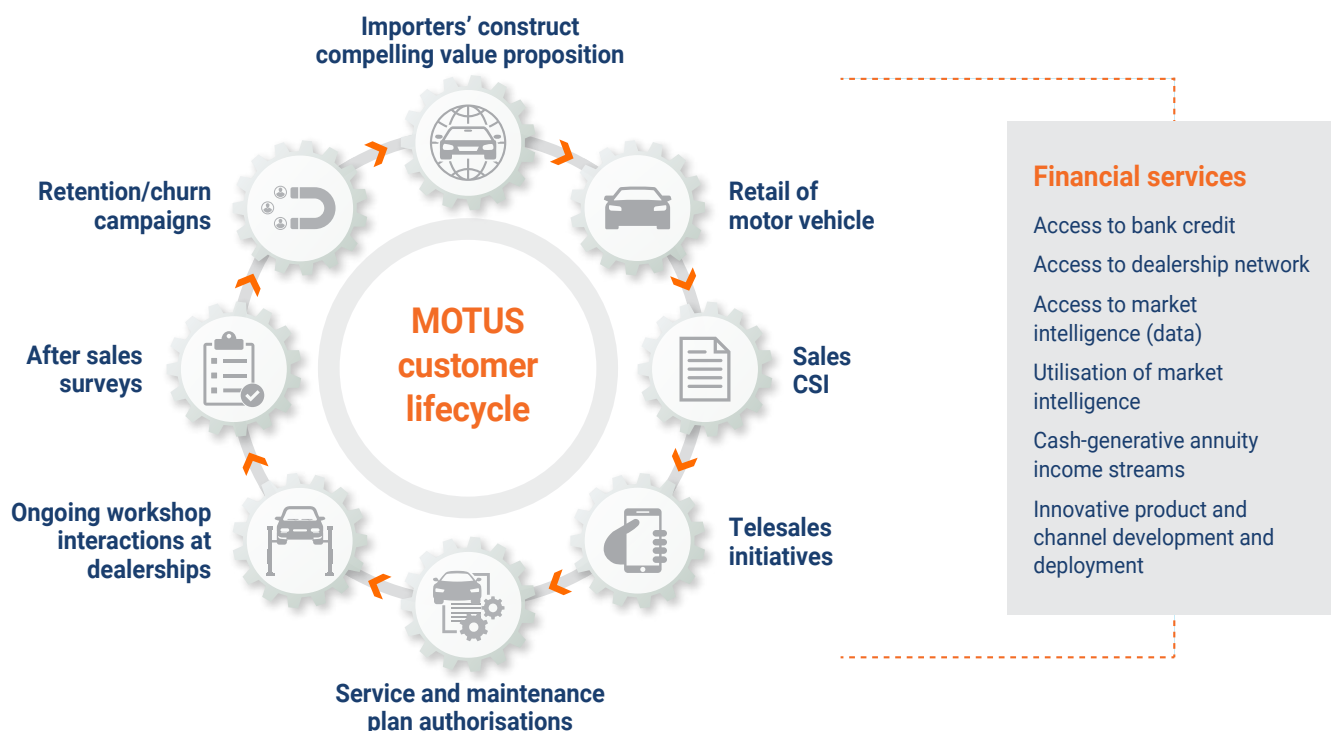 Importers’ construct
compelling value proposition
Retail of
motor vehicle
Sales
CSI
Telesales
initiatives
Service and maintenance
plan authorisations
Ongoing workshop
interactions at
dealerships
After sales
surveys
Retention/churn
campaigns
MOTUS
customer
lifecycle
Financial services
Access to bank credit
Access to dealership network
Access to market
intelligence (data)
Utilisation of market
intelligence
Cash-generative annuity
income streams
Innovative product and
channel development and
deployment